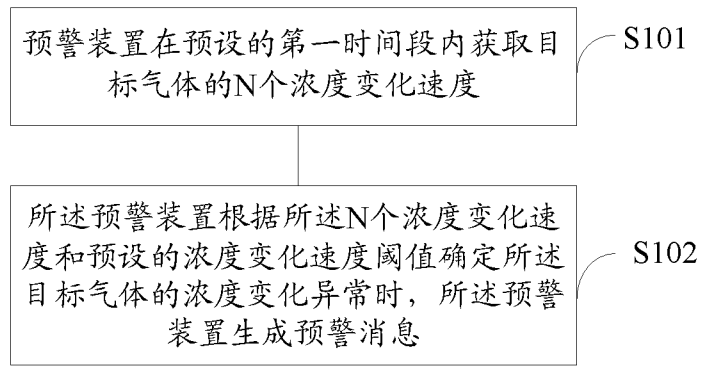 预警装置在预设的第一时间段内获取目
标气体的N个浓度变化速度
S101
所述预警装置根据所述N个浓度变化速
度和预设的浓度变化速度阈值确定所述
目标气体的浓度变化异常时，所述预警
装置生成预警消息
S102